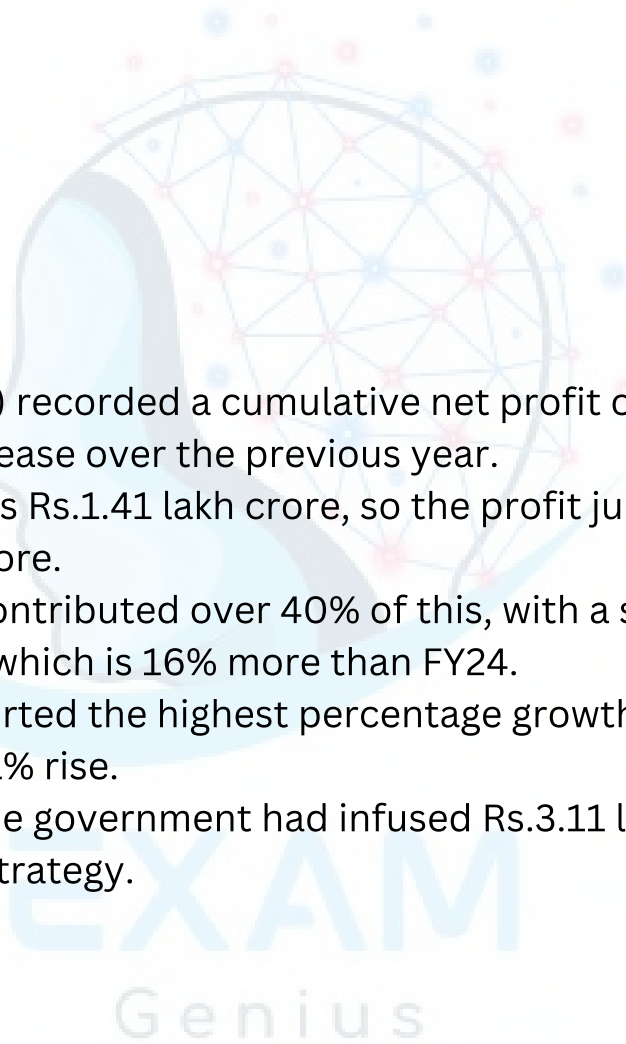 ) recorded a cumulative net profit o
ease over the previous year.
s Rs.1.41 lakh crore, so the profit ju
ore.
ontributed over 40% of this, with a s
which is 16% more than FY24.
rted the highest percentage growth
% rise.
e government had infused Rs.3.11 l
trategy.
EXAM
Genius